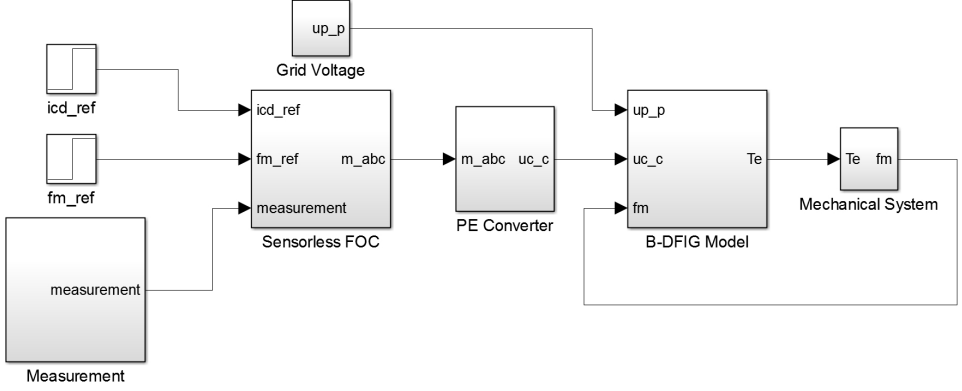 up_p
Grid Voltage
icd_ref
fm_ref
measurement
Measurement
icd_ref
fm_ref
measurement
m_abc
Sensorless FOC
m_abc
uc_c
PE Converter
up_p
uc_c
fm
Te
B-DFIG Model
Te
fm
Mechanical System